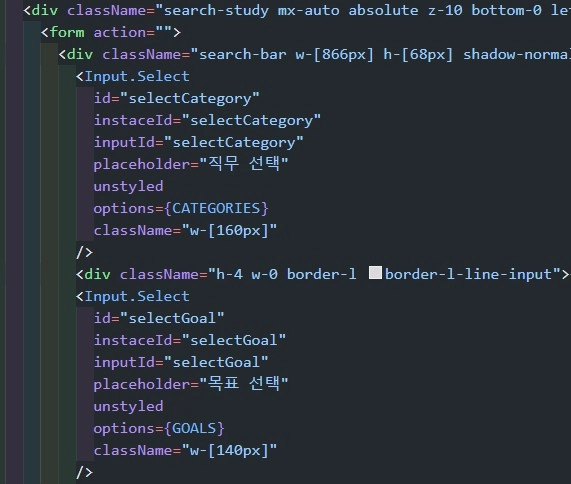 <div className="search-study mx-auto absolute z-10 bottom-0 le
<form action="">
<div className="search-bar w-[866px] h-[68px] shadow-norma
<Input.Select
id="selectCategory"
instaceId="selectCategory"
inputId="selectCategory"
placeholder="직무 선택"
unstyled
options={CATEGORIES}
className="w-[160px]"
/>
<div className="h-4 w-0 border-l border-l-line-input">
<Input.Select
id="selectGoal"
instaceId="selectGoal"
inputId="selectGoal"
placeholder="목표 선택"
unstyled
options={GOALS}
className="w-[140px]"
/>